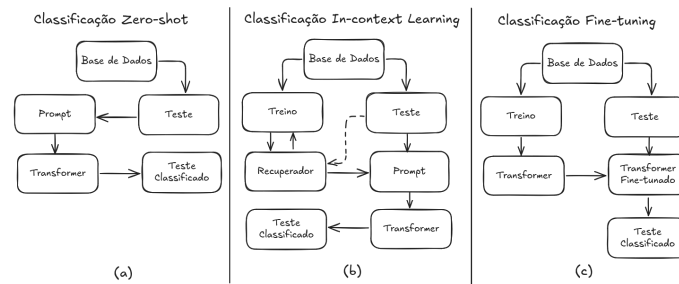 Classificação Zero-shot
Base de Dados
Prompt
Teste
Transformer
Teste
Classificado
(a)
Classificação In-context Learning
Base de Dados
Treino
Teste
Recuperador
Prompt
Teste
Classificado
Transformer
(b)
Classificação Fine-tuning
Base de Dados
Treino
Teste
Transformer
Transformer
Fine-tunado
Teste
Classificado
(c)